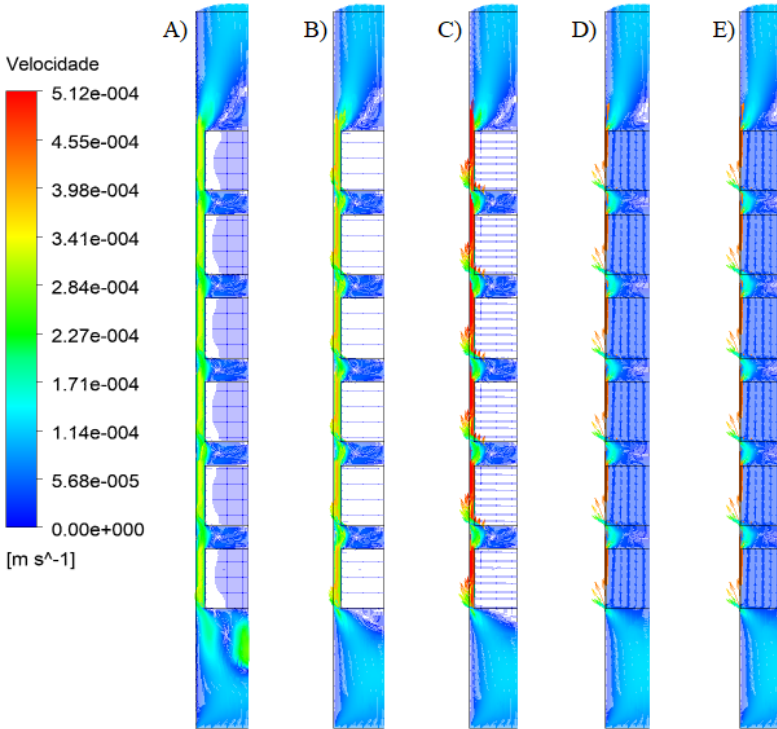 A) B) C) D) E)
Velocidade
5.12e-004
4.55e-004
3.98e-004
3.41e-004
2.84e-004
2.27e-004
1.71e-004
1.14e-004
5.68e-005
0.00e+000
[m s^-1]